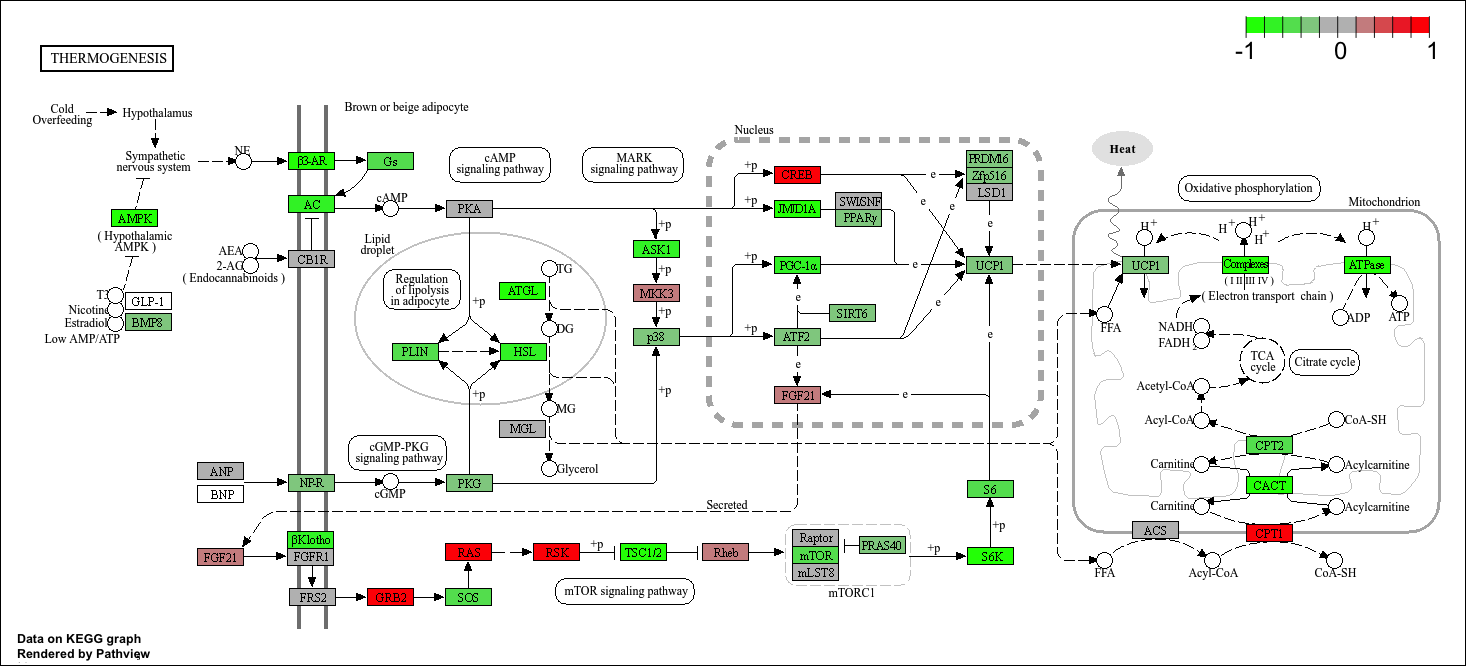 -1 0 1
THERMOGENESIS
Cold
Overfeeding
Hypothalamus
Sympathetic
nervous system
NE
AMPK
( Hypothalamic
AMPK )
T3
Nicotine
Estradiol
Low AMP/ATP
GLP-1
BMP8
AEA
2-AG
( Endocannabinoids )
Brown or beige adipocyte
β3-AR
Gs
AC
cAMP
PKA
CB1R
cAMP
signaling pathway
MARK
signaling pathway
Lipid
droplet
Regulation
of lipolysis
in adipocyte
+p
ATGL
TG
DG
PLIN
HSL
+p
MG
MGL
Glycerol
cGMP-PKG
signaling pathway
ANP
BNP
NP-R
cGMP
PKG
+p
ASK1
+p
MKK3
+p
p38
+p
Nucleus
+p
CREB
+p
JMJD1A
SWI/SNF
PPARγ
+p
PGC-1α
SIRT6
+p
ATF2
e
FGF21
e
e
e
e
e
PRDM16
Zfp516
LSD1
e
UCP1
e
Secreted
FGF21
βKlotho
FGFR1
FRS2
GRB2
SOS
RAS
RSK
+p
TSC1/2
Rheb
mTOR signaling pathway
Raptor
mTOR
mLST8
PRAS40
mTORC1
+p
S6K
+p
S6
Heat
Oxidative phosphorylation
Mitochondrion
H+
H+
H+
H+
H+
UCP1
Complexes
( I II III IV )
( Electron transport chain )
ATPase
ADP
ATP
FFA
NADH
FADH
TCA
cycle
Citrate cycle
Acetyl-CoA
Acyl-CoA
CoA-SH
CPT2
Carnitine
Acylcarnitine
CACT
Carnitine
Acylcarnitine
ACS
CPT1
FFA
Acyl-CoA
CoA-SH
Data on KEGG graph
Rendered by Pathview